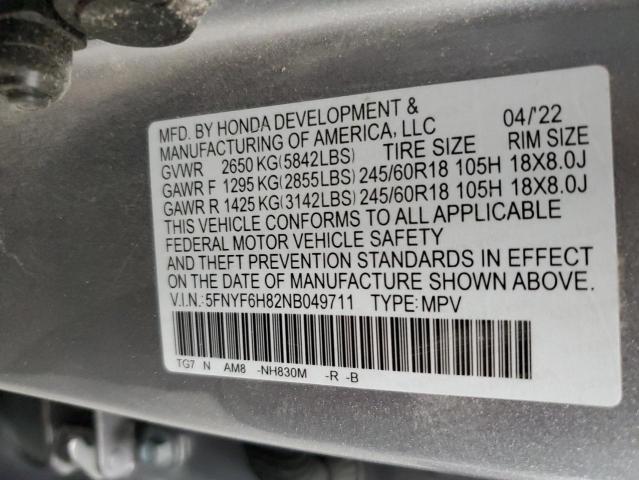 MFD. BY HONDA DEVELOPMENT & 04/'22
MANUFACTURING OF AMERICA, LLC
GVWR 2650 KG(5842LBS) TIRE SIZE RIM SIZE
GAWR F 1295 KG(2855LBS) 245/60R18 105H 18X8.0J
GAWR R 1425 KG(3142LBS) 245/60R18 105H 18X8.0J
THIS VEHICLE CONFORMS TO ALL APPLICABLE
FEDERAL MOTOR VEHICLE SAFETY
AND THEFT PREVENTION STANDARDS IN EFFECT
ON THE DATE OF MANUFACTURE SHOWN ABOVE.
V.I.N.:5FNYF6H82NB049711 TYPE:MPV
TG7 N AM8 -NH830M -R -B